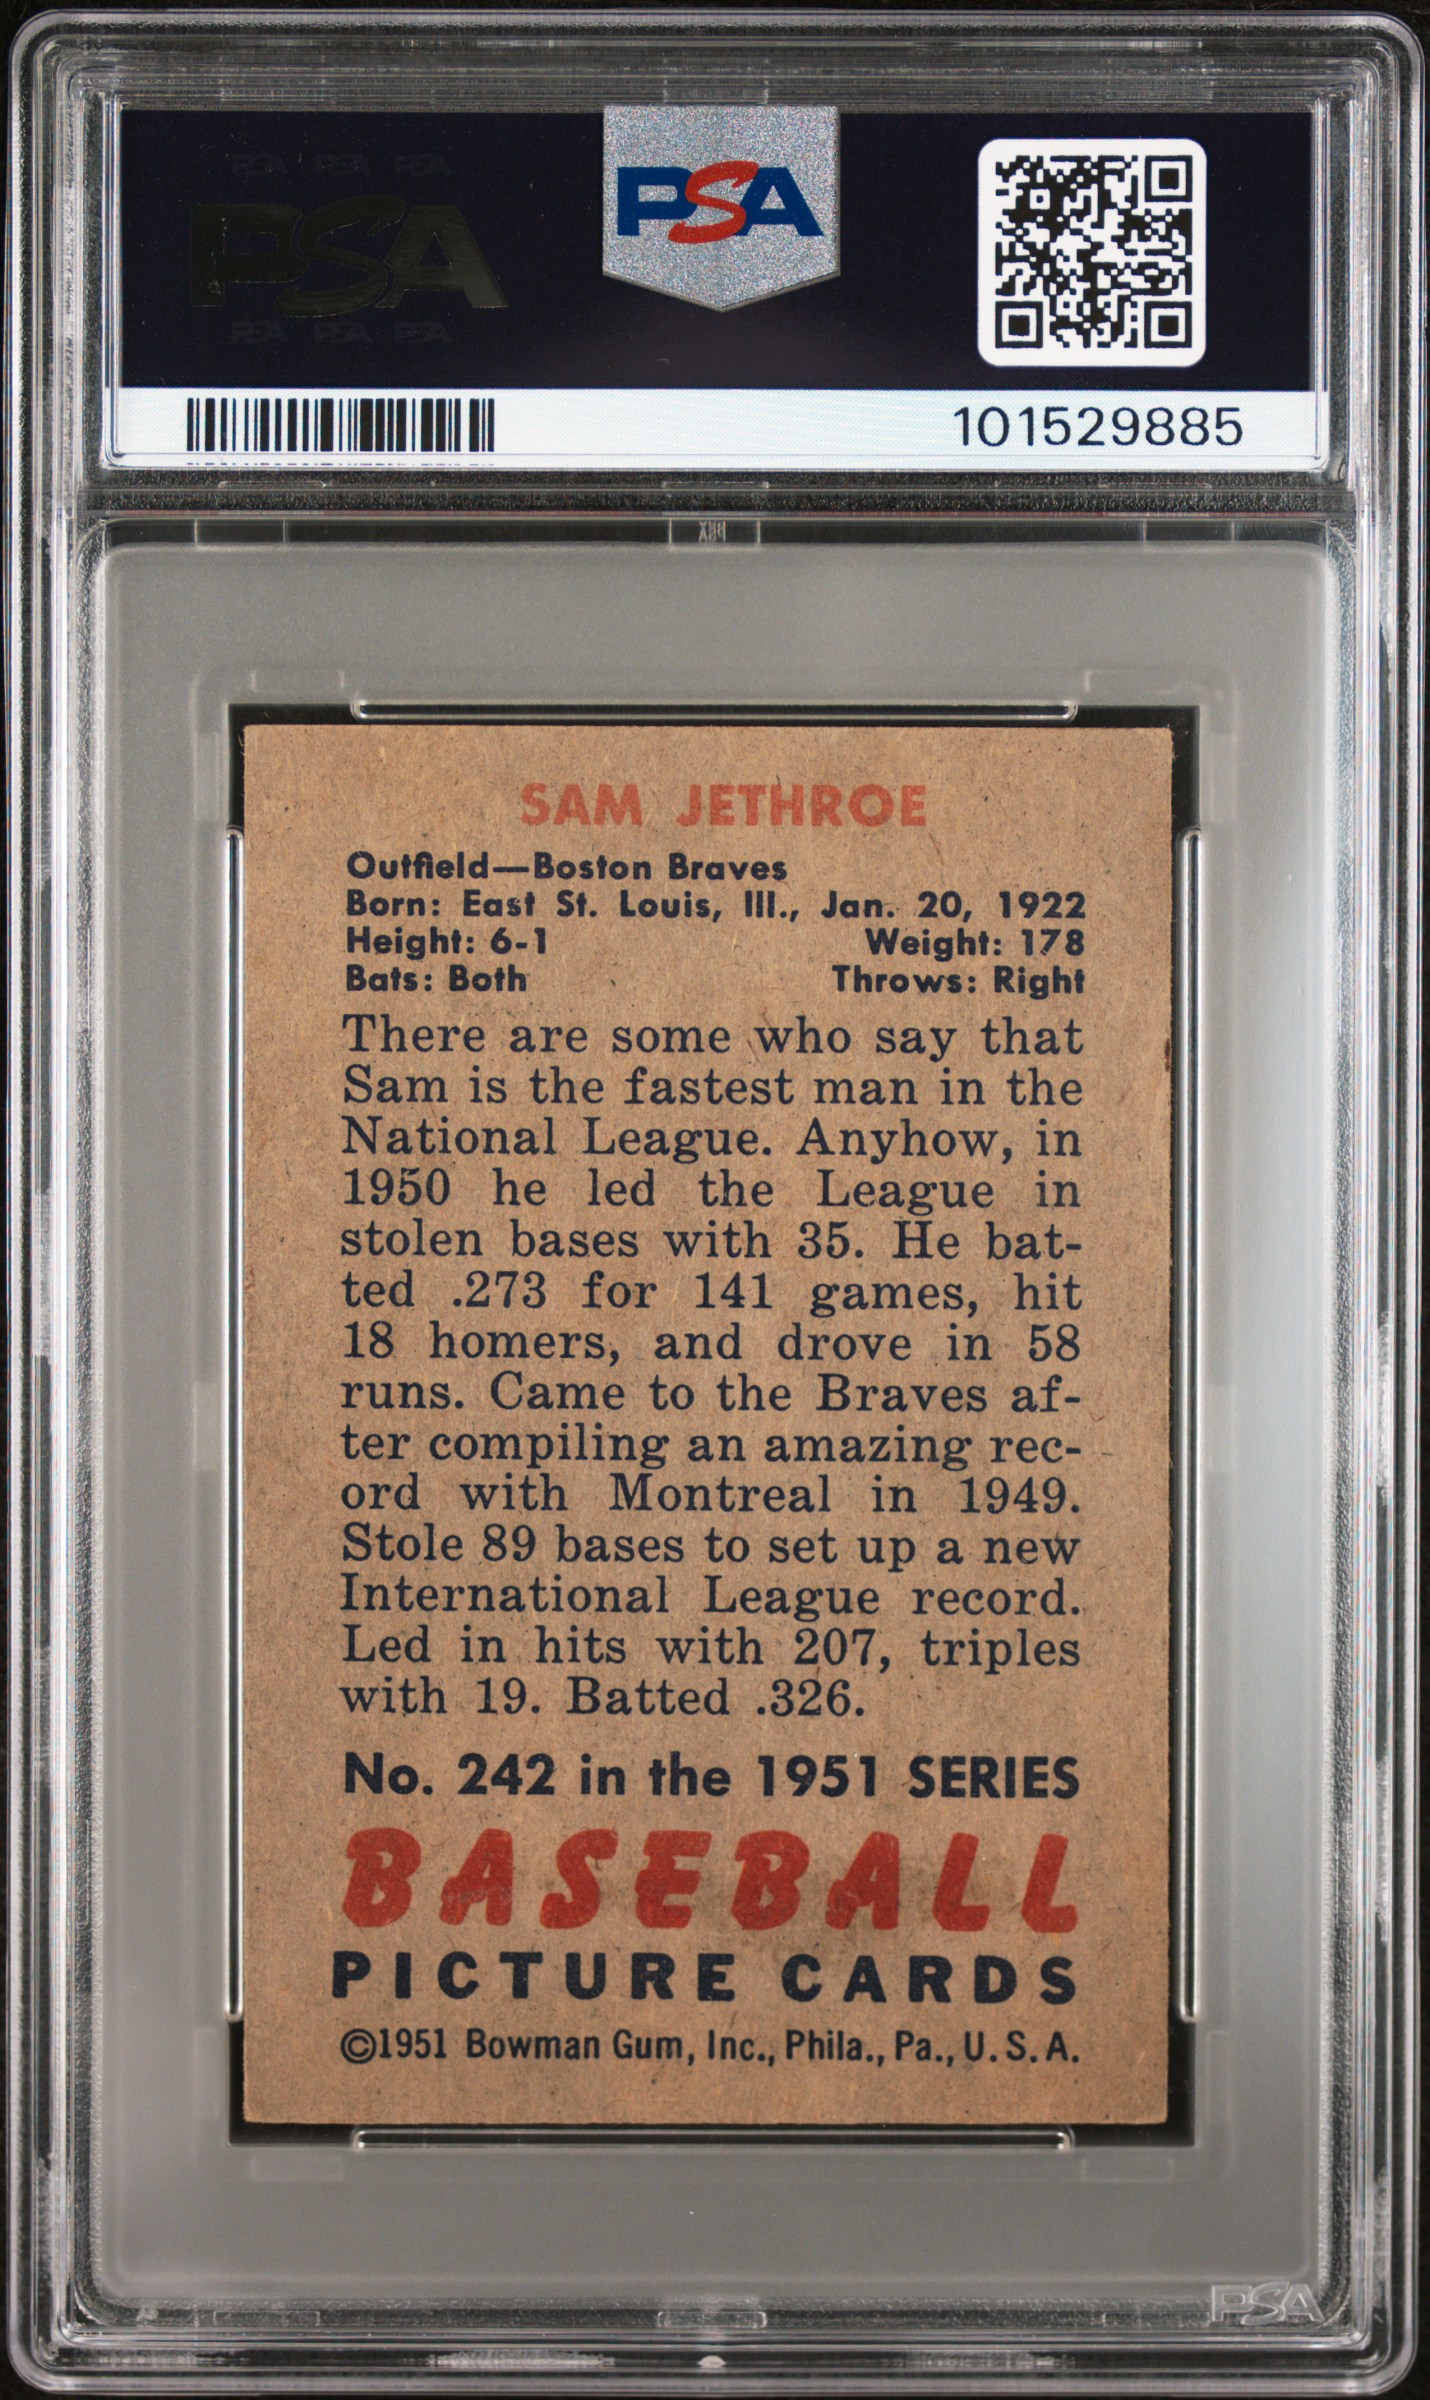 PSA PSA PSA
PSA
PSA PSA PSA
PSA
101529885
SAM JETHROE
Outfield—Boston Braves
Born: East St. Louis, Ill., Jan. 20, 1922
Height: 6-1 Weight: 178
Bats: Both Throws: Right
There are some who say that
Sam is the fastest man in the
National League. Anyhow, in
1950 he led the League in
stolen bases with 35. He bat-
ted .273 for 141 games, hit
18 homers, and drove in 58
runs. Came to the Braves af-
ter compiling an amazing rec-
ord with Montreal in 1949.
Stole 89 bases to set up a new
International League record.
Led in hits with 207, triples
with 19. Batted .326.
No. 242 in the 1951 SERIES
BASEBALL
PICTURE CARDS
©1951 Bowman Gum, Inc., Phila., Pa., U.S.A.
PSA